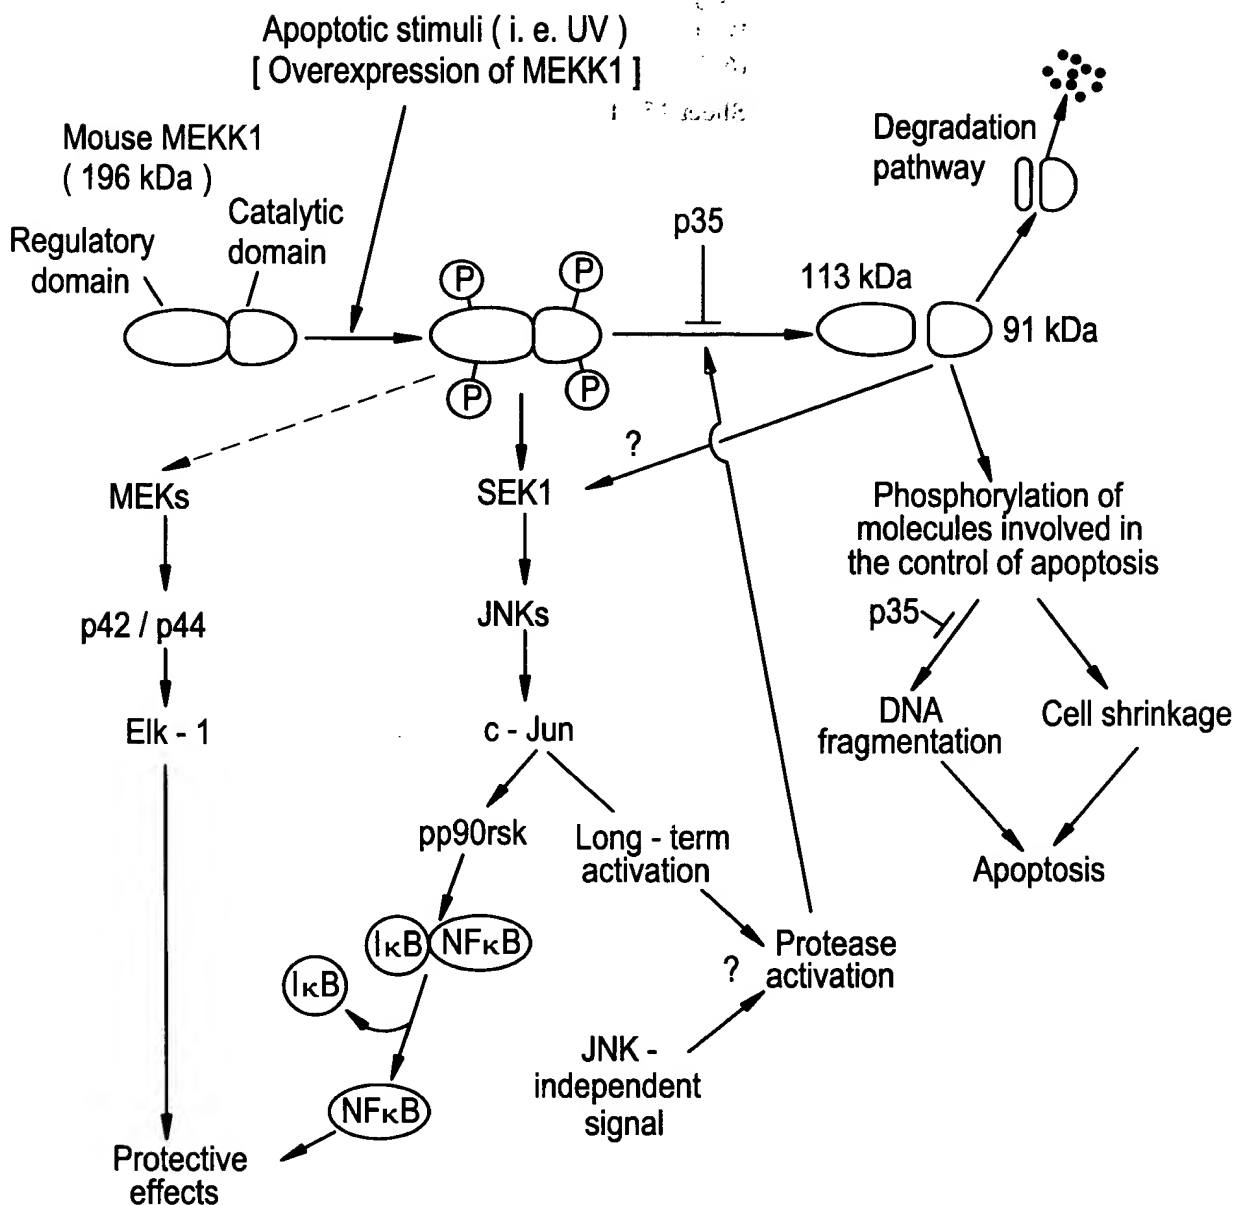 Apoptotic stimuli ( i. e. UV )
[ Overexpression of MEKK1 ]
Mouse MEKK1
( 196 kDa )
Regulatory
domain
Catalytic
domain
Degradation
pathway
p35
P
P
P
P
113 kDa
91 kDa
?
MEKs
SEK1
Phosphorylation of
molecules involved in
the control of apoptosis
p42 / p44
JNKs
p35
Elk - 1
c - Jun
DNA
fragmentation
Cell shrinkage
pp90rsk
Long - term
activation
Apoptosis
IκB
NFκB
IκB
?
Protease
activation
JNK -
independent
signal
NFκB
Protective
effects